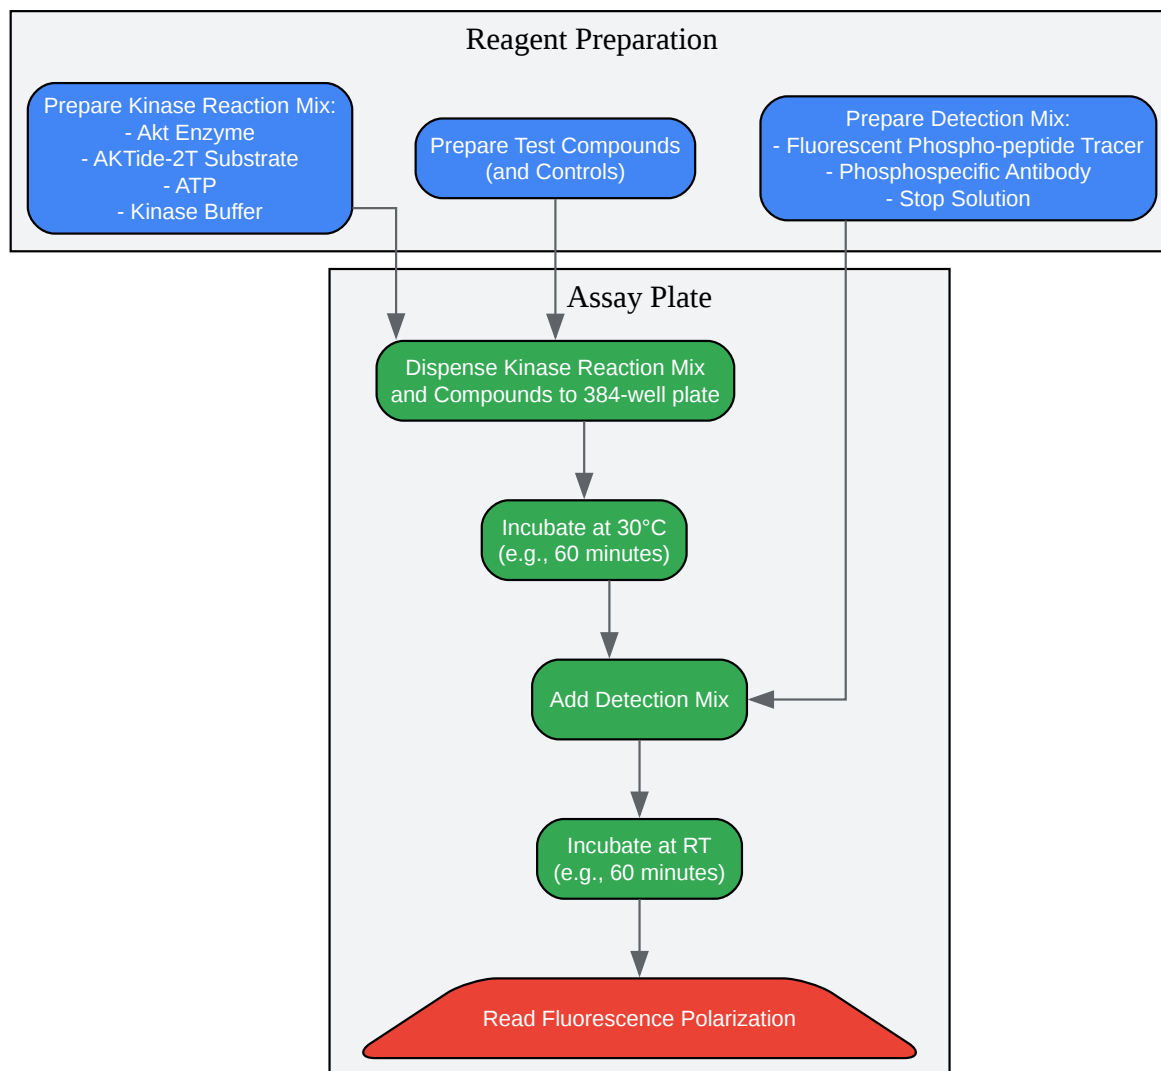 Reagent Preparation
Prepare Kinase Reaction Mix:
- Akt Enzyme
- AKTide-2T Substrate
- ATP
- Kinase Buffer
Prepare Test Compounds
(and Controls)
Prepare Detection Mix:
- Fluorescent Phospho-peptide Tracer
- Phosphospecific Antibody
- Stop Solution
Assay Plate
Dispense Kinase Reaction Mix
and Compounds to 384-well plate
Incubate at 30°C
(e.g., 60 minutes)
Add Detection Mix
Incubate at RT
(e.g., 60 minutes)
Read Fluorescence Polarization